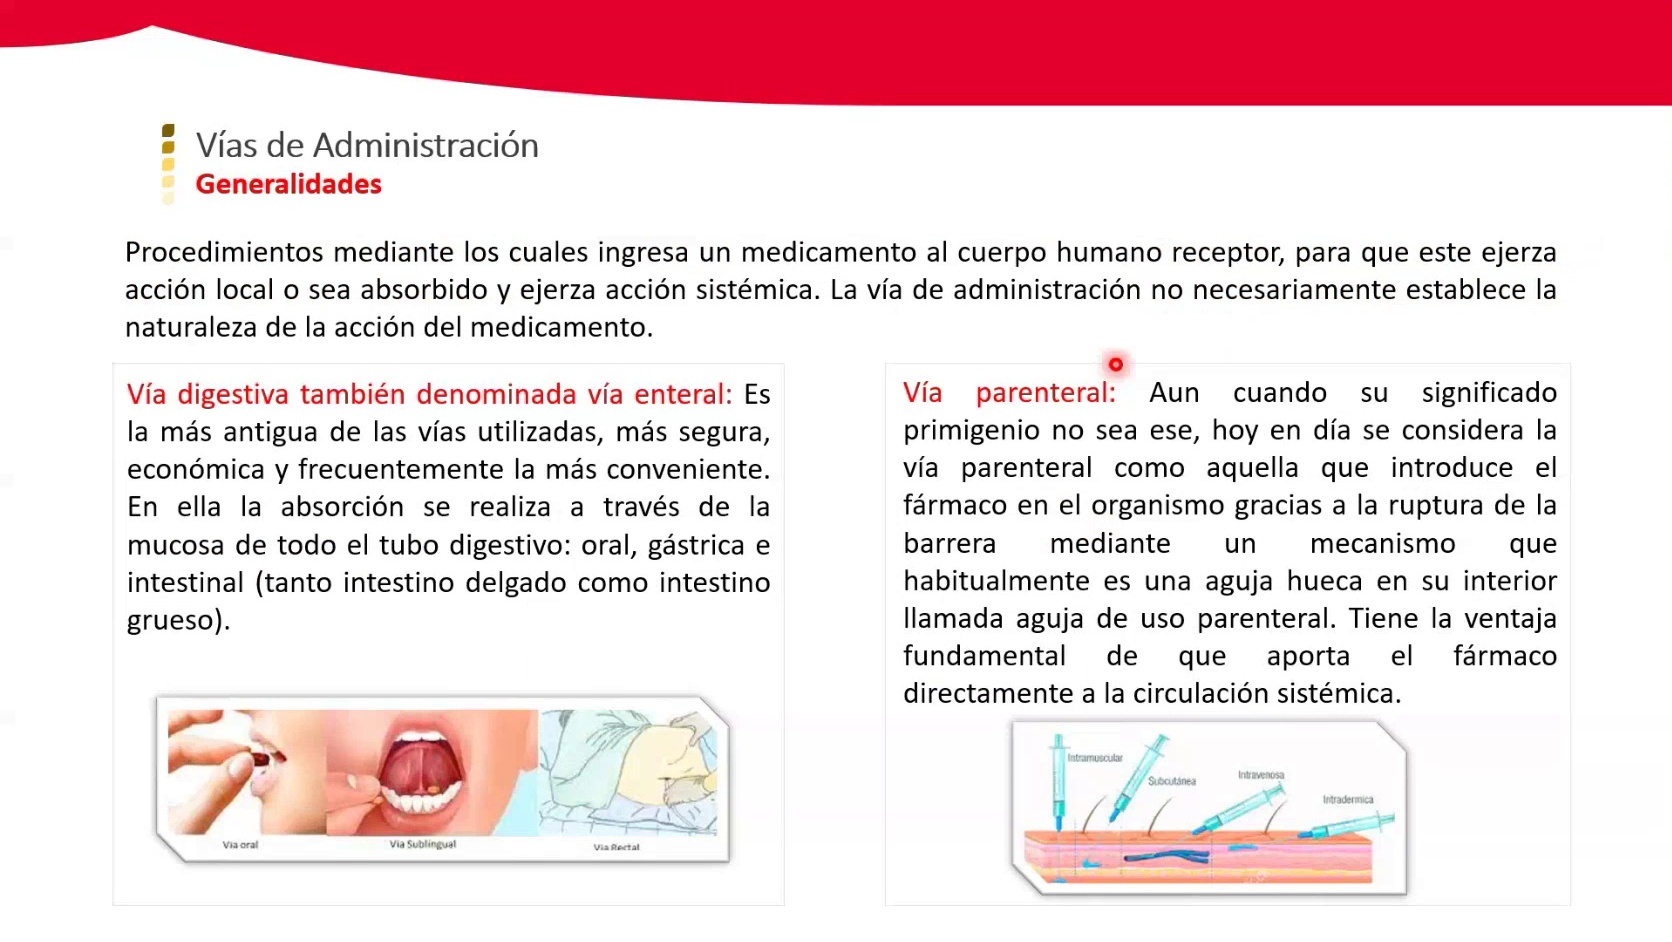 Vías de Administración
Generalidades
Procedimientos mediante los cuales ingresa un medicamento al cuerpo humano receptor, para que este ejerza
acción local o sea absorbido y ejerza acción sistémica. La vía de administración no necesariamente establece la
naturaleza de la acción del medicamento.
Vía digestiva también denominada vía enteral: Es
la más antigua de las vías utilizadas, más segura,
económica y frecuentemente la más conveniente.
En ella la absorción se realiza a través de la
mucosa de todo el tubo digestivo: oral, gástrica e
intestinal (tanto intestino delgado como intestino
grueso).
Via oral
Via Sublingual
Via Rectal
Vía parenteral: Aun cuando su significado
primigenio no sea ese, hoy en día se considera la
vía parenteral como aquella que introduce el
fármaco en el organismo gracias a la ruptura de la
barrera mediante un mecanismo que
habitualmente es una aguja hueca en su interior
llamada aguja de uso parenteral. Tiene la ventaja
fundamental de que aporta el fármaco
directamente a la circulación sistémica.
Intramuscular
Subcutánea
Intravenosa
Intradermica